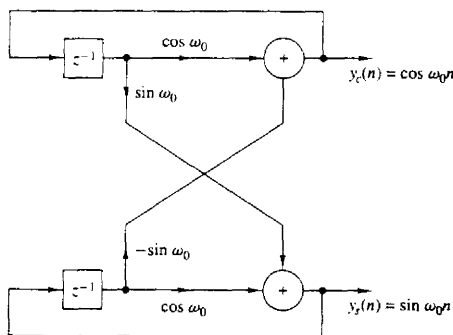 cos ω₀
z⁻¹
+
y_c(n) = cos ω₀n
sin ω₀
−sin ω₀
z⁻¹
cos ω₀
+
y_s(n) = sin ω₀n